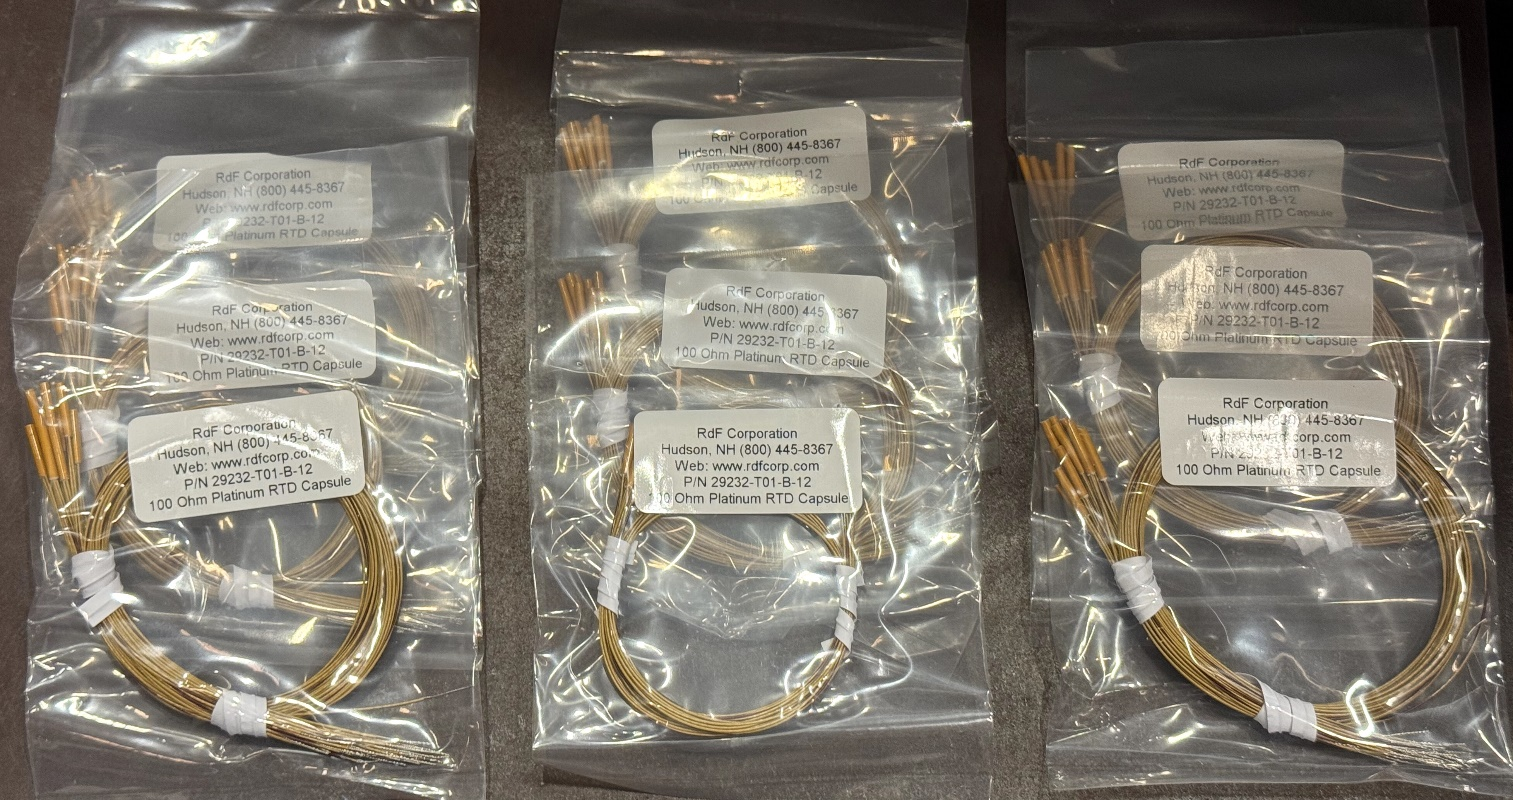 RdF Corporation
Hudson, NH (800) 445-8367
Web: www.rdfcorp.com
P/N 29232-T01-B-12
100 Ohm Platinum RTD Capsule
RdF Corporation
Hudson, NH (800) 445-8367
Web: www.rdfcorp.com
P/N 29232-T01-B-12
100 Ohm Platinum RTD Capsule
RdF Corporation
Hudson, NH (800) 445-8367
Web: www.rdfcorp.com
P/N 29232-T01-B-12
100 Ohm Platinum RTD Capsule
RdF Corporation
Hudson, NH (800) 445-8367
Web: www.rdfcorp.com
P/N 29232-T01-B-12
100 Ohm Platinum RTD Capsule
RdF Corporation
Hudson, NH (800) 445-8367
Web: www.rdfcorp.com
P/N 29232-T01-B-12
100 Ohm Platinum RTD Capsule
RdF Corporation
Hudson, NH (800) 445-8367
Web: www.rdfcorp.com
P/N 29232-T01-B-12
100 Ohm Platinum RTD Capsule
RdF Corporation
Hudson, NH (800) 445-8367
Web: www.rdfcorp.com
P/N 29232-T01-B-12
100 Ohm Platinum RTD Capsule
RdF Corporation
Hudson, NH (800) 445-8367
Web: www.rdfcorp.com
P/N 29232-T01-B-12
100 Ohm Platinum RTD Capsule
RdF Corporation
Hudson, NH (800) 445-8367
Web: www.rdfcorp.com
P/N 29232-T01-B-12
100 Ohm Platinum RTD Capsule